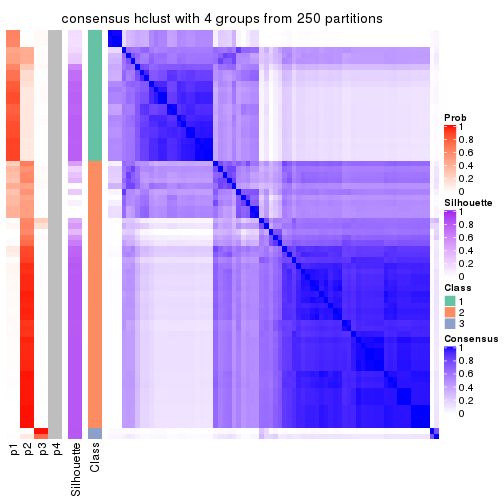 consensus hclust with 4 groups from 250 partitions
Prob
1
0.8
0.6
0.4
0.2
0
Silhouette
1
0.8
0.6
0.4
0.2
0
Class
1
2
3
Consensus
1
0.8
0.6
0.4
0.2
0
p1
p2
p3
p4
Silhouette
Class